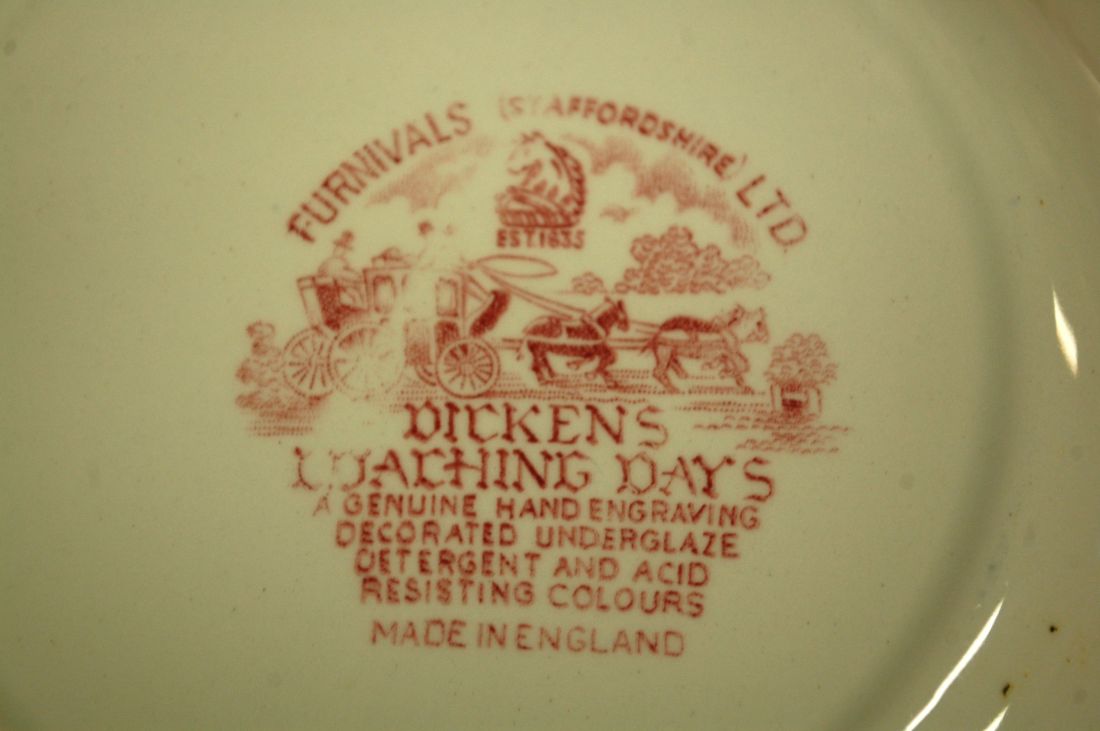 FURNIVALS (STAFFORDSHIRE) LTD.
EST.1835
DICKENS
COACHING DAYS
A GENUINE HAND ENGRAVING
DECORATED UNDERGLAZE
DETERGENT AND ACID
RESISTING COLOURS
MADE IN ENGLAND